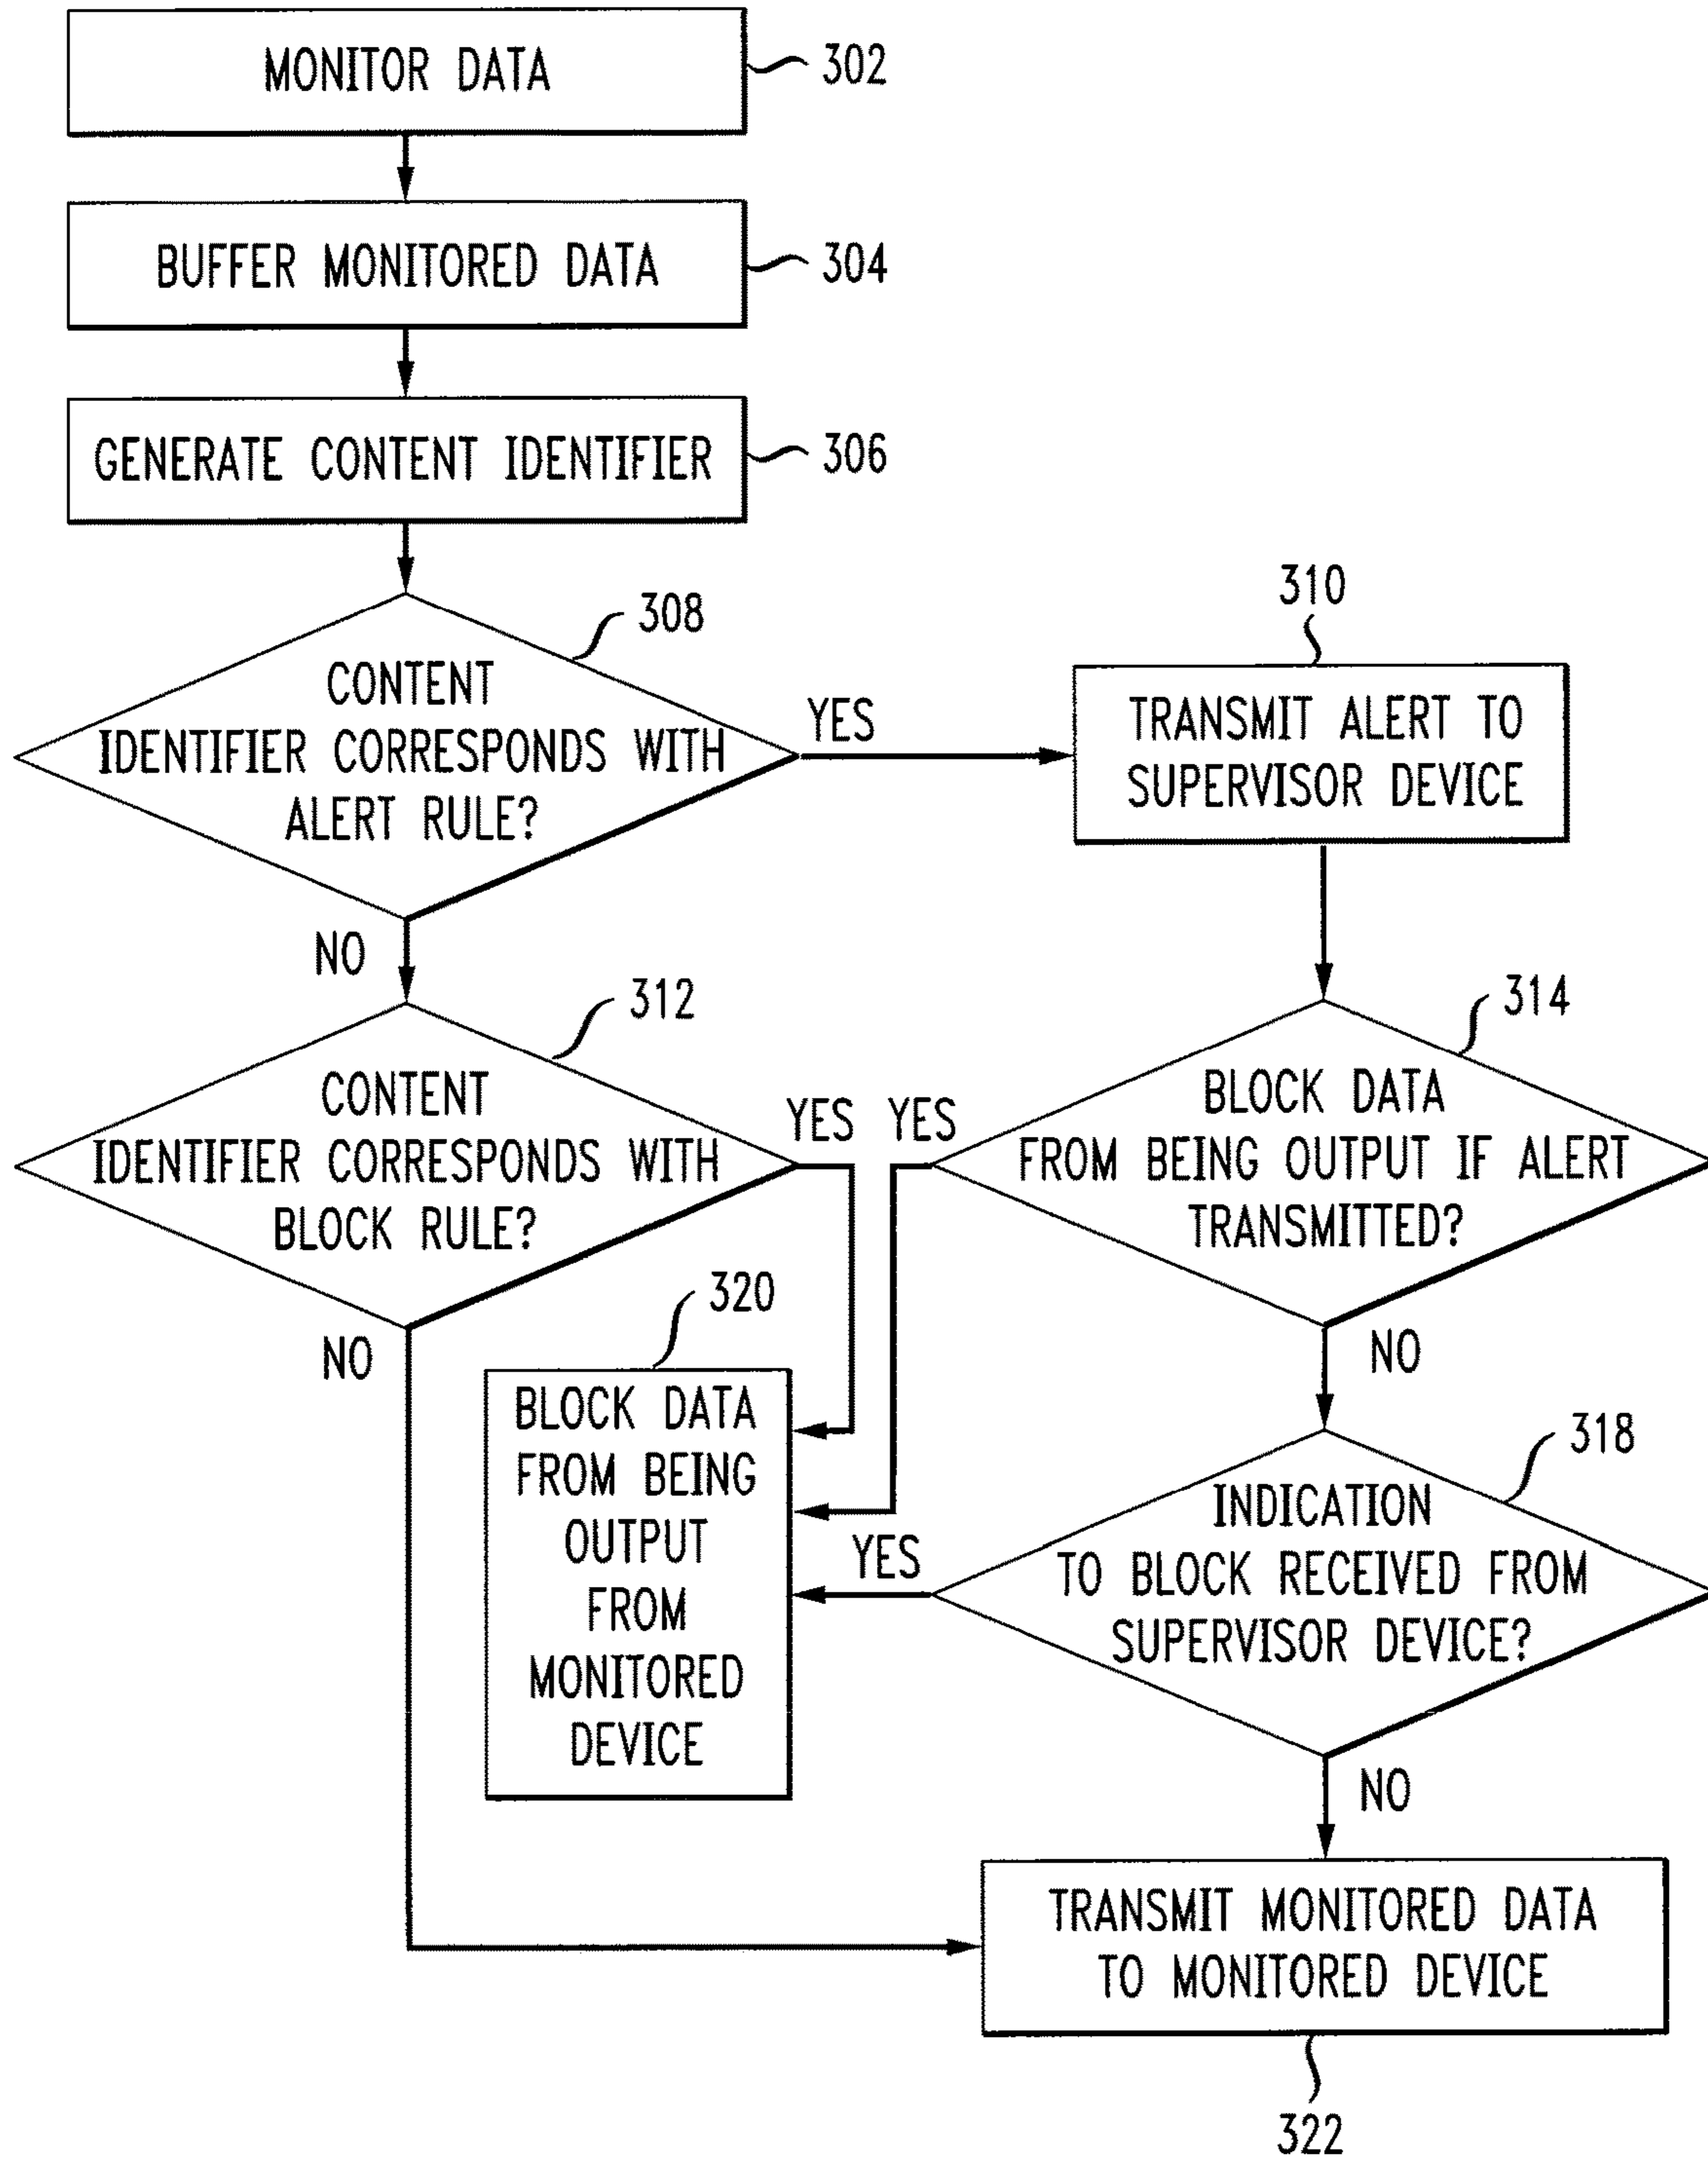 MONITOR DATA
302
BUFFER MONITORED DATA
304
GENERATE CONTENT IDENTIFIER
306
308
CONTENT
IDENTIFIER CORRESPONDS WITH
ALERT RULE?
YES
NO
310
TRANSMIT ALERT TO
SUPERVISOR DEVICE
312
CONTENT
IDENTIFIER CORRESPONDS WITH
BLOCK RULE?
YES
NO
314
BLOCK DATA
FROM BEING OUTPUT IF ALERT
TRANSMITTED?
YES
NO
320
BLOCK DATA
FROM BEING
OUTPUT
FROM
MONITORED
DEVICE
318
INDICATION
TO BLOCK RECEIVED FROM
SUPERVISOR DEVICE?
YES
NO
TRANSMIT MONITORED DATA
TO MONITORED DEVICE
322